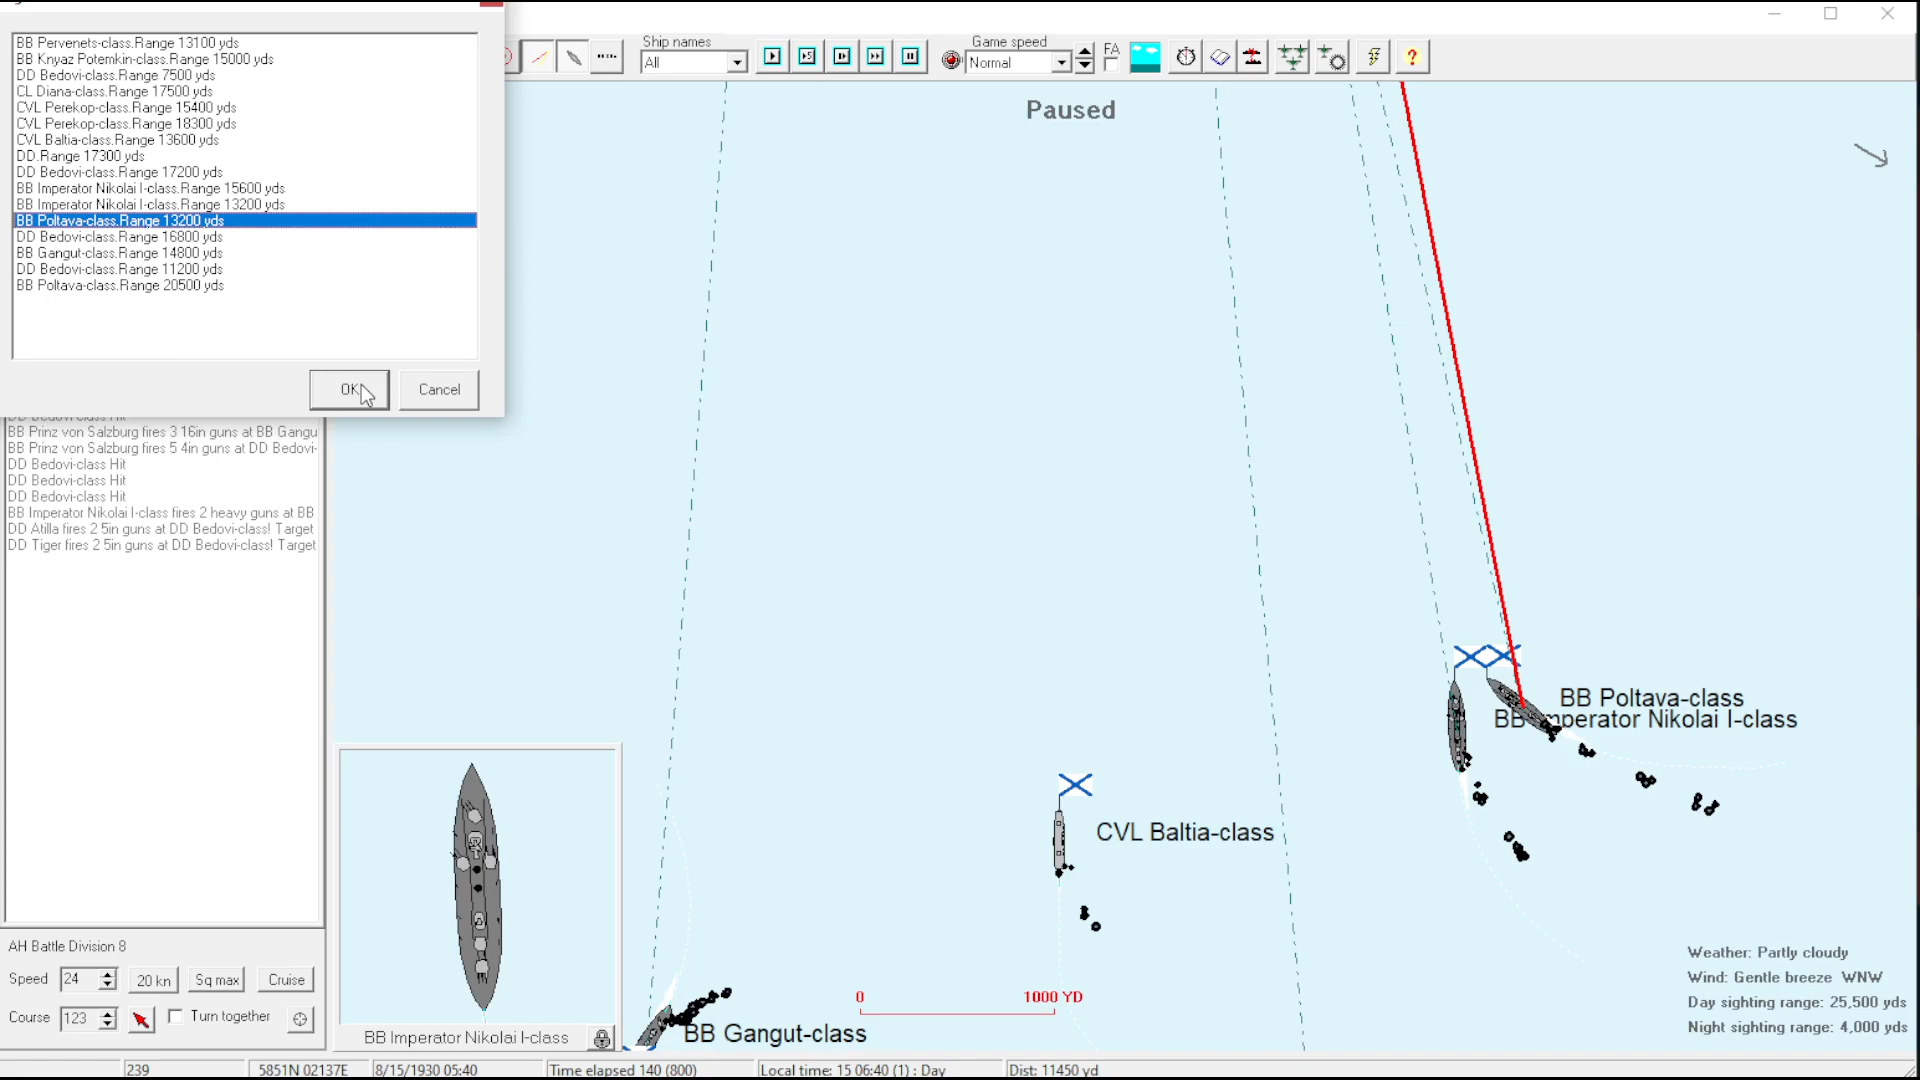 BB Pervenets-class.Range 13100 yds
BB Knyaz Potemkin-class.Range 15000 yds
DD Bedovi-class.Range 7500 yds
CL Diana-class.Range 17500 yds
CVL Perekop-class.Range 15400 yds
CVL Perekop-class.Range 18300 yds
CVL Baltia-class.Range 13600 yds
DD.Range 17300 yds
DD Bedovi-class.Range 17200 yds
BB Imperator Nikolai I-class.Range 15600 yds
BB Imperator Nikolai I-class.Range 13200 yds
BB Poltava-class.Range 13200 yds
DD Bedovi-class.Range 16800 yds
BB Gangut-class.Range 14800 yds
DD Bedovi-class.Range 11200 yds
BB Poltava-class.Range 20500 yds
OK Cancel
Ship names
All
Game speed
Normal
FA
Paused
DD Bedovi-class Hit
BB Prinz von Salzburg fires 3 16in guns at BB Gangu
BB Prinz von Salzburg fires 5 4in guns at DD Bedovi-
DD Bedovi-class Hit
DD Bedovi-class Hit
DD Bedovi-class Hit
BB Imperator Nikolai I-class fires 2 heavy guns at BB
DD Atilla fires 2 5in guns at DD Bedovi-class! Target
DD Tiger fires 2 5in guns at DD Bedovi-class! Target
BB Poltava-class
BB Imperator Nikolai I-class
CVL Baltia-class
BB Gangut-class
0 1000 YD
BB Imperator Nikolai I-class
AH Battle Division 8
Speed 24 20 kn Sq max Cruise
Course 123 Turn together
Weather: Partly cloudy
Wind: Gentle breeze WNW
Day sighting range: 25,500 yds
Night sighting range: 4,000 yds
239 5851N 02137E 8/15/1930 05:40 Time elapsed 140 (800) Local time: 15 06:40 (1) : Day Dist: 11450 yd